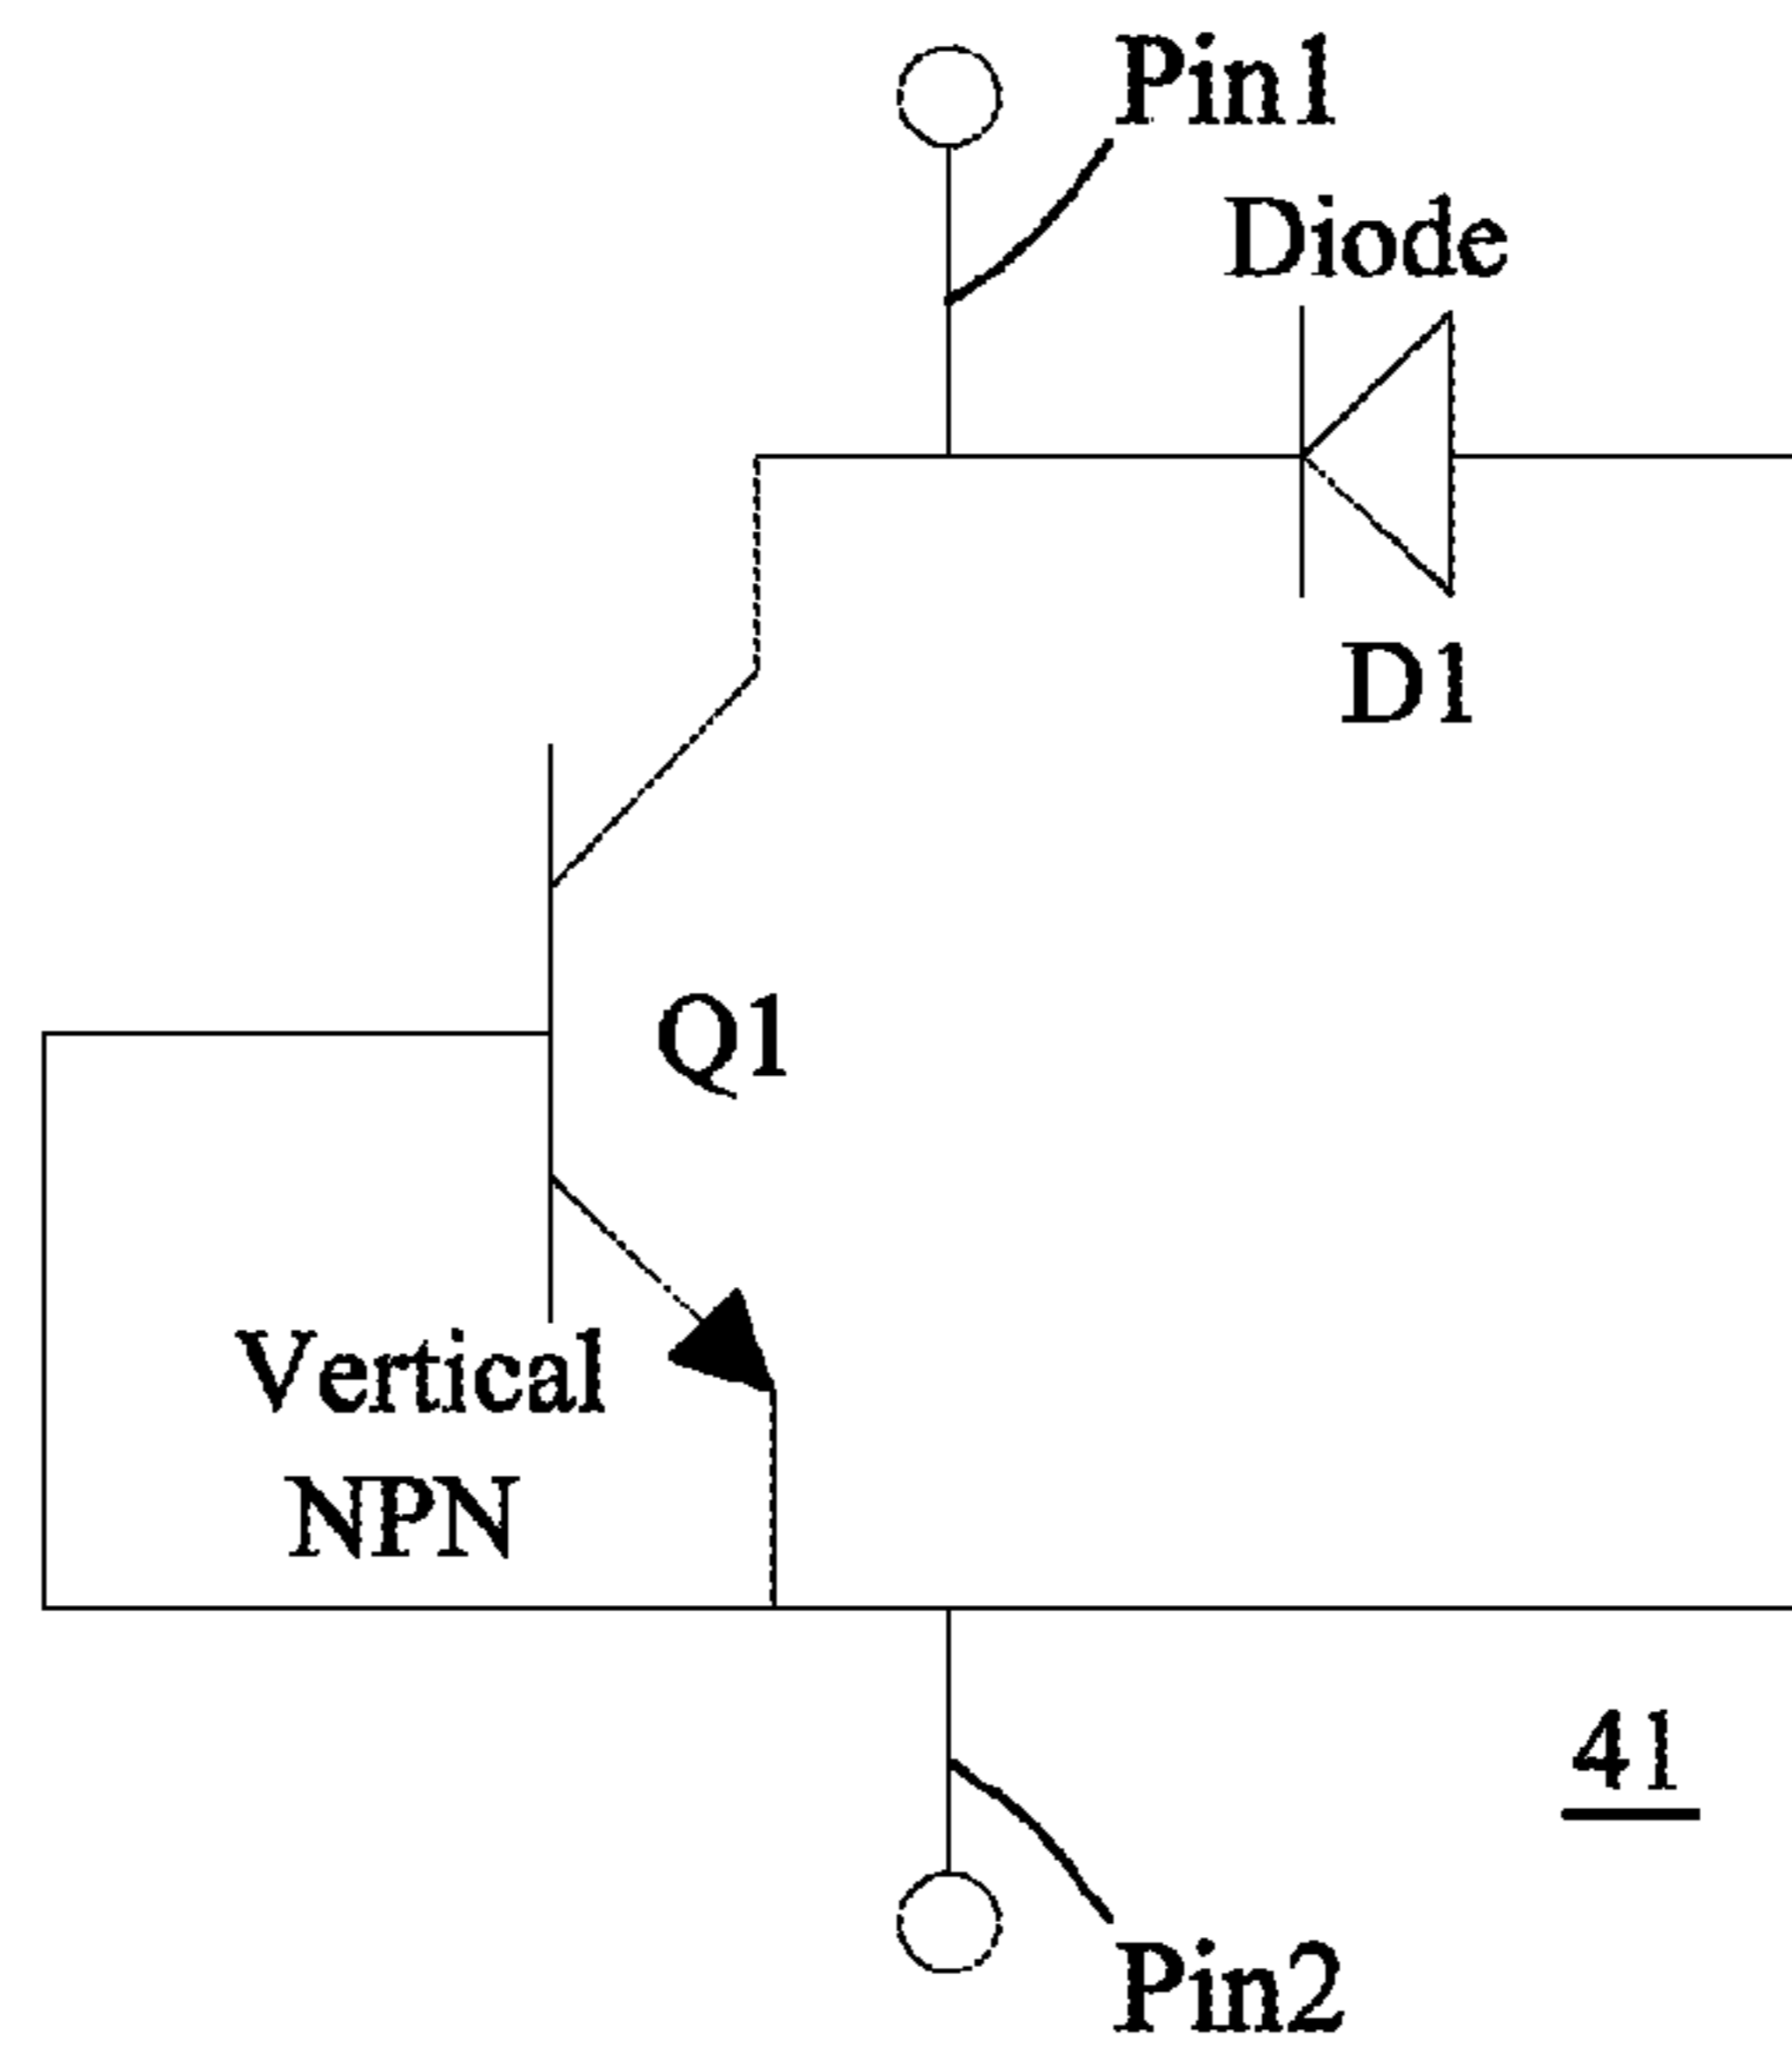 Pin1
Diode
D1
Q1
Vertical
NPN
41
Pin2